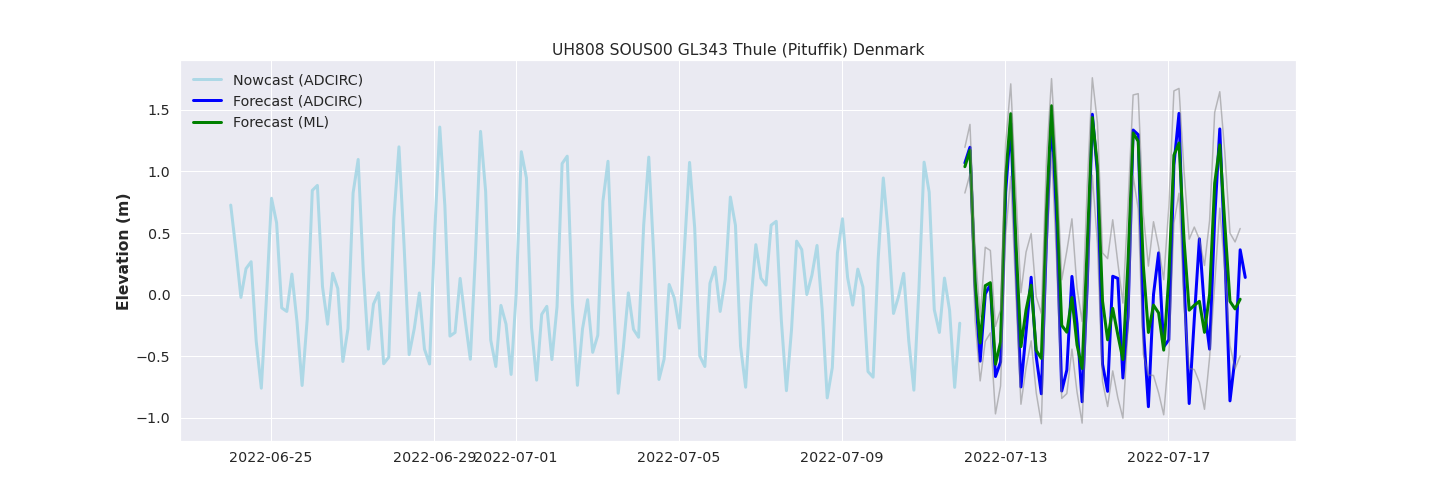 UH808 SOUS00 GL343 Thule (Pituffik) Denmark
Nowcast (ADCIRC)
Forecast (ADCIRC)
Forecast (ML)
Elevation (m)
1.5
1.0
0.5
0.0
−0.5
−1.0
2022-06-25 2022-06-29 2022-07-01 2022-07-05 2022-07-09 2022-07-13 2022-07-17